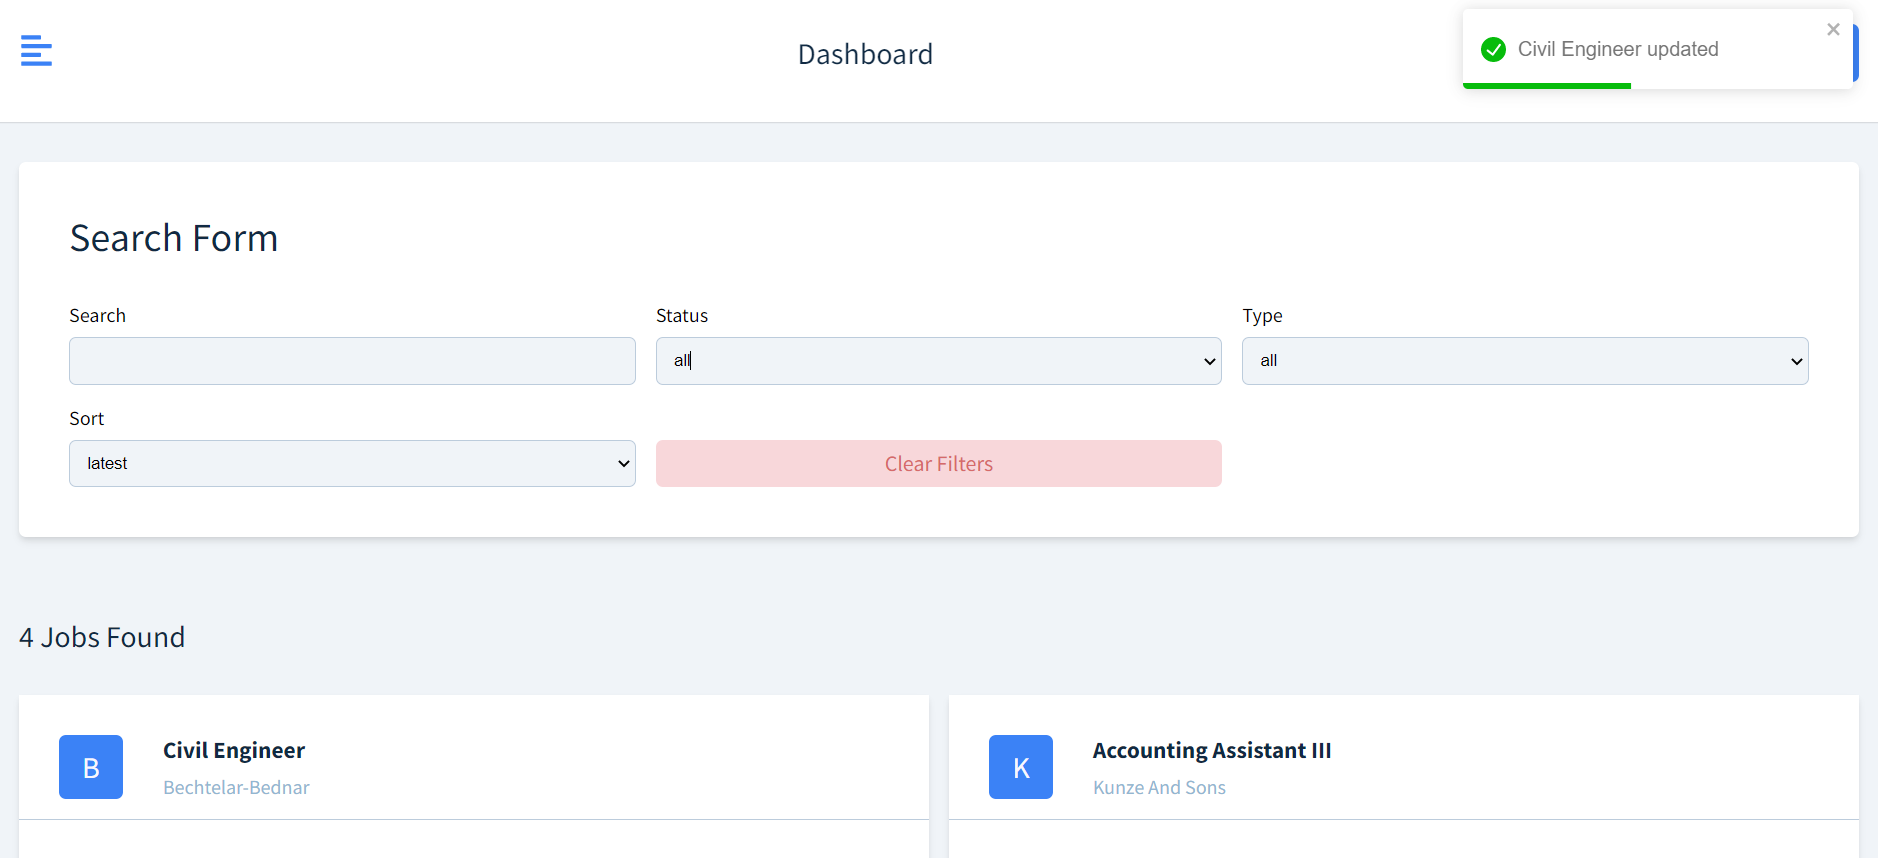 Dashboard
Civil Engineer updated
Search Form
Search
Status
Type
all
all
Sort
latest
Clear Filters
4 Jobs Found
B
Civil Engineer
Bechtelar-Bednar
K
Accounting Assistant III
Kunze And Sons